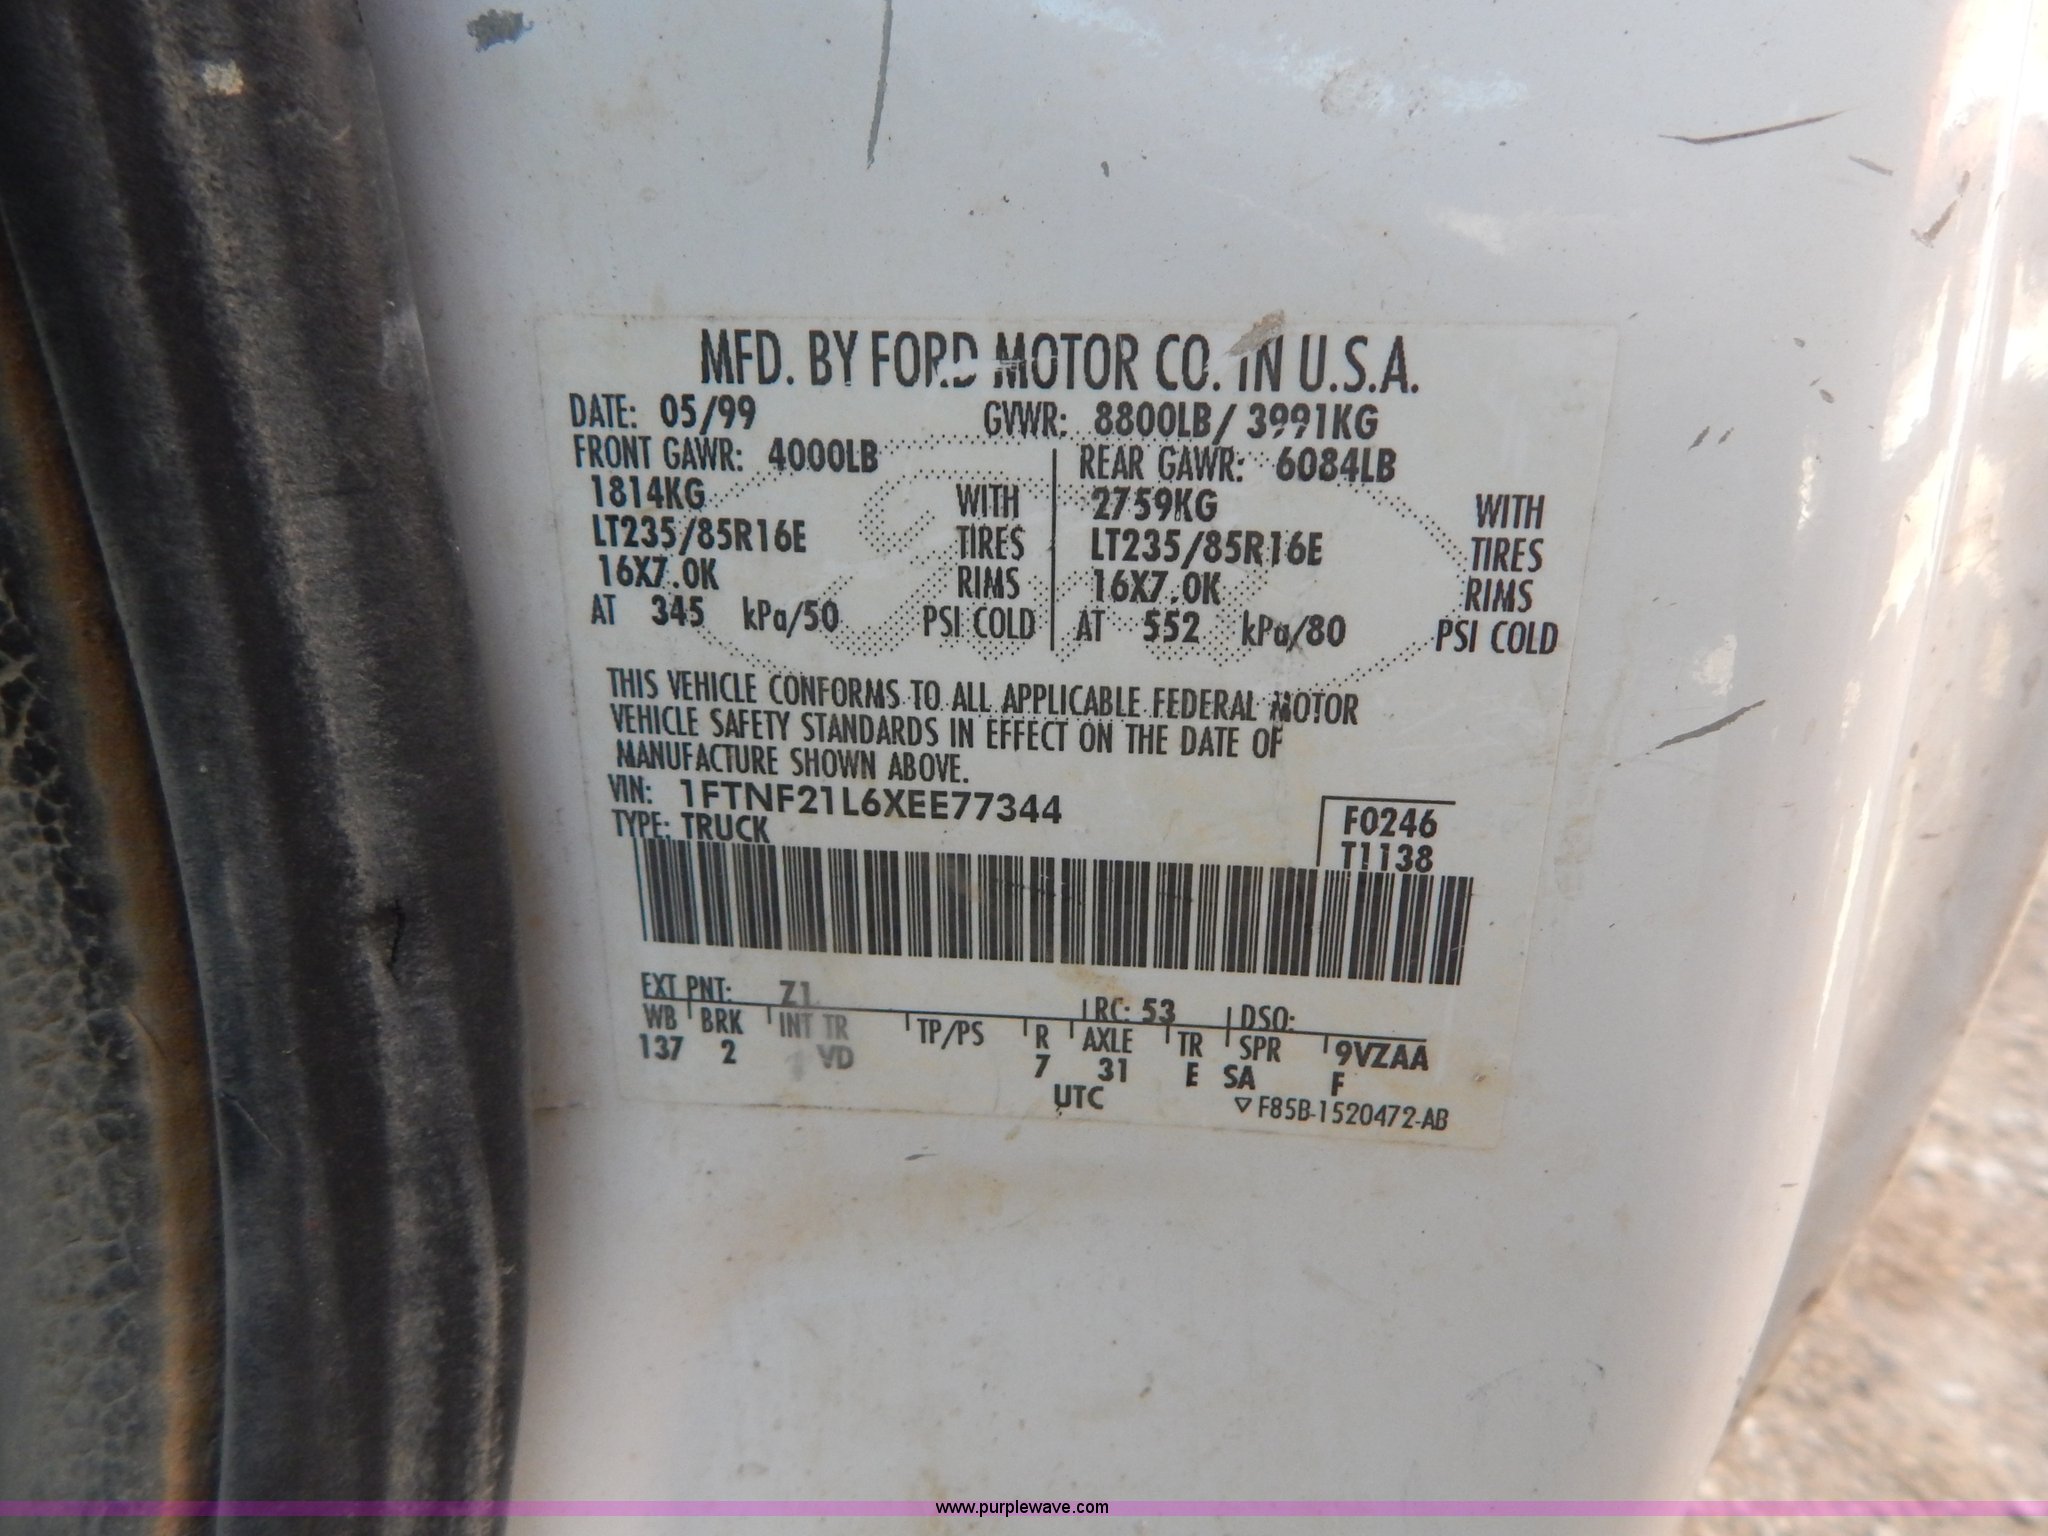 MFD. BY FORD MOTOR CO. IN U.S.A.
DATE: 05/99 GVWR: 8800LB/ 3991KG
FRONT GAWR: 4000LB REAR GAWR: 6084LB
1814KG WITH 2759KG WITH
LT235/85R16E TIRES LT235/85R16E TIRES
16X7.0K RIMS 16X7.0K RIMS
AT 345 kPa/50 PSI COLD AT 552 kPa/80 PSI COLD
THIS VEHICLE CONFORMS TO ALL APPLICABLE FEDERAL MOTOR
VEHICLE SAFETY STANDARDS IN EFFECT ON THE DATE OF
MANUFACTURE SHOWN ABOVE.
VIN: 1FTNF21L6XEE77344 F0246
TYPE: TRUCK T1138
EXT PNT: Z1 RC: 53 DSO:
WB BRK INT TR TP/PS R AXLE TR SPR 9VZAA
137 2 1 VD 7 31 E SA F
UTC ▽ F85B-1520472-AB
www.purplewave.com